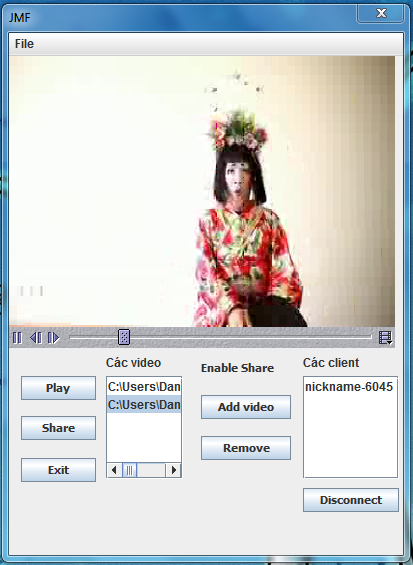 JMF
File
Các video
Enable Share
Các client
Play
C:\Users\Dan
nickname-6045
C:\Users\Dan
Add video
Share
Remove
Exit
Disconnect